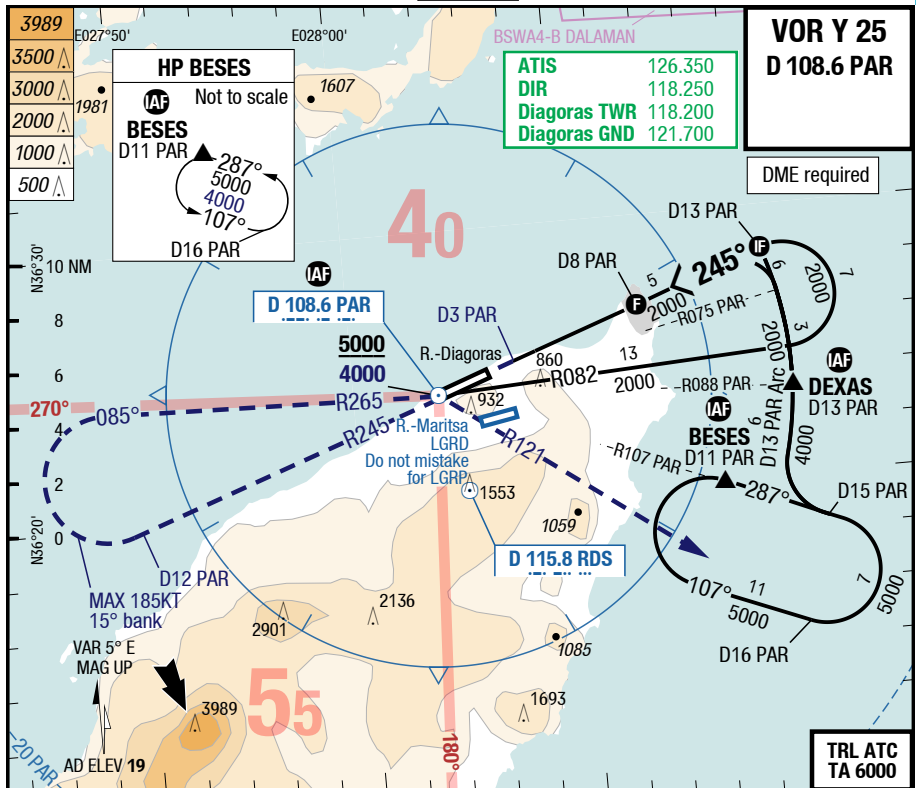 3989
3500
3000
2000
1000
500
E027°50'
E028°00'
BSWA4-B DALAMAN
VOR Y 25
D 108.6 PAR
ATIS 126.350
DIR 118.250
Diagoras TWR 118.200
Diagoras GND 121.700
DME required
HP BESES
IAF
Not to scale
BESES
D11 PAR
287°
5000
4000
107°
D16 PAR
1981
1607
40
N36°30'
10 NM
8
6
4
2
0
N36°20'
IAF
D 108.6 PAR
5000
4000
D3 PAR
R.-Diagoras
D8 PAR
F
5
2000
245°
D13 PAR
IF
6
7
2000
R075 PAR
3
2000
860
13
R082
2000
R088 PAR
D13 PAR Arc
6
4000
IAF
DEXAS
D13 PAR
IAF
BESES
D11 PAR
R107 PAR
287°
D15 PAR
107°
11
5000
7
5000
D16 PAR
270°
085°
R265
R245
932
R.-Maritsa
LGRD
Do not mistake
for LGRP
R121
1553
1059
D 115.8 RDS
D12 PAR
MAX 185KT
15° bank
2901
2136
1085
1693
VAR 5° E
MAG UP
3989
55
180°
20 PAR
AD ELEV 19
TRL ATC
TA 6000